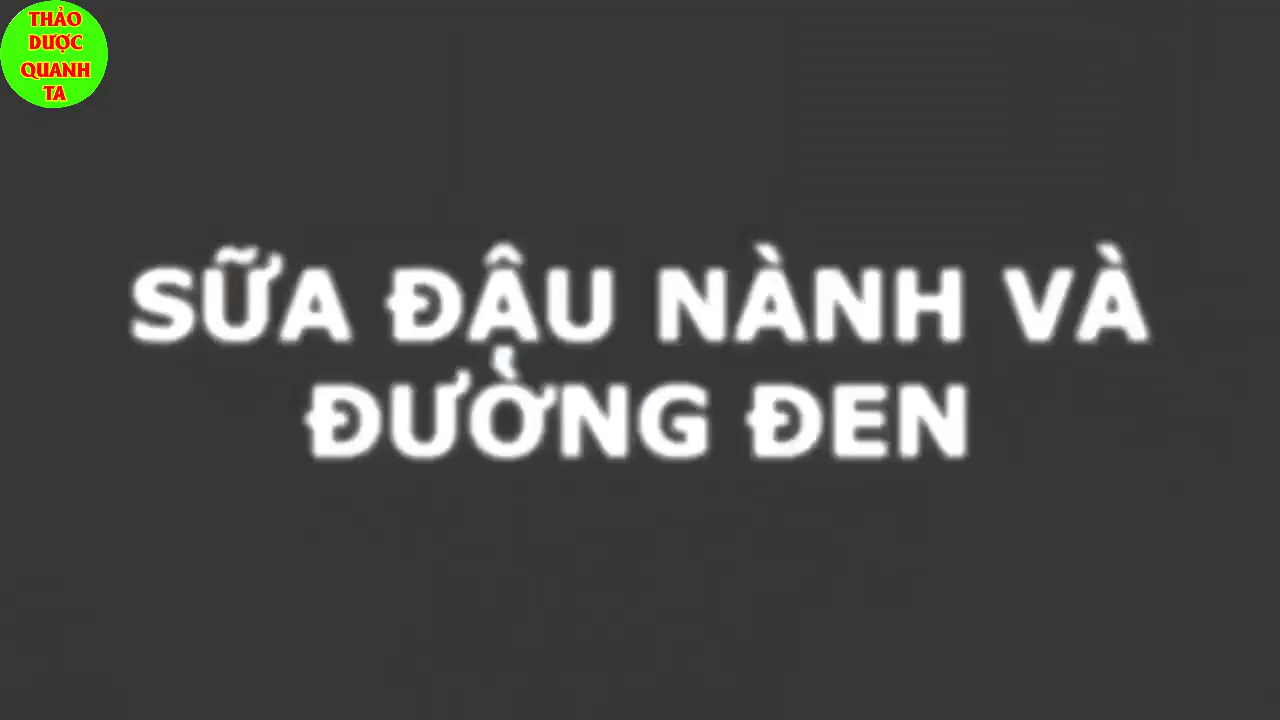 THẢO
DƯỢC
QUANH
TA
SỮA ĐẬU NÀNH VÀ
ĐƯỜNG ĐEN